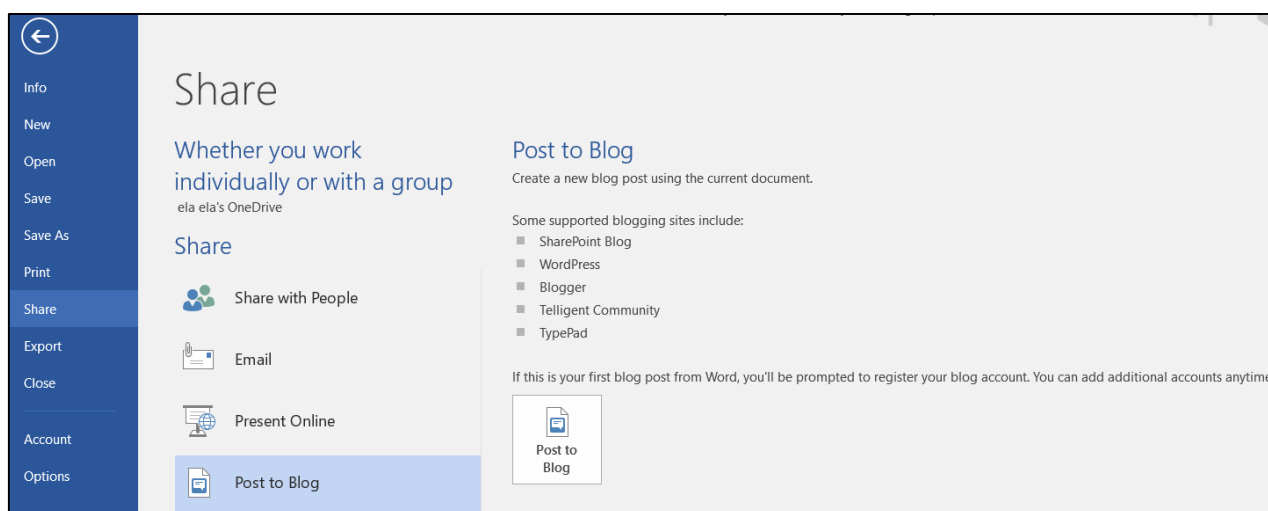 Info
New
Open
Save
Save As
Print
Share
Export
Close
Account
Options
Share
Whether you work
individually or with a group
ela ela's OneDrive
Share
Share with People
Email
Present Online
Post to Blog
Post to Blog
Create a new blog post using the current document.
Some supported blogging sites include:
SharePoint Blog
WordPress
Blogger
Telligent Community
TypePad
If this is your first blog post from Word, you'll be prompted to register your blog account. You can add additional accounts anytime
Post to
Blog